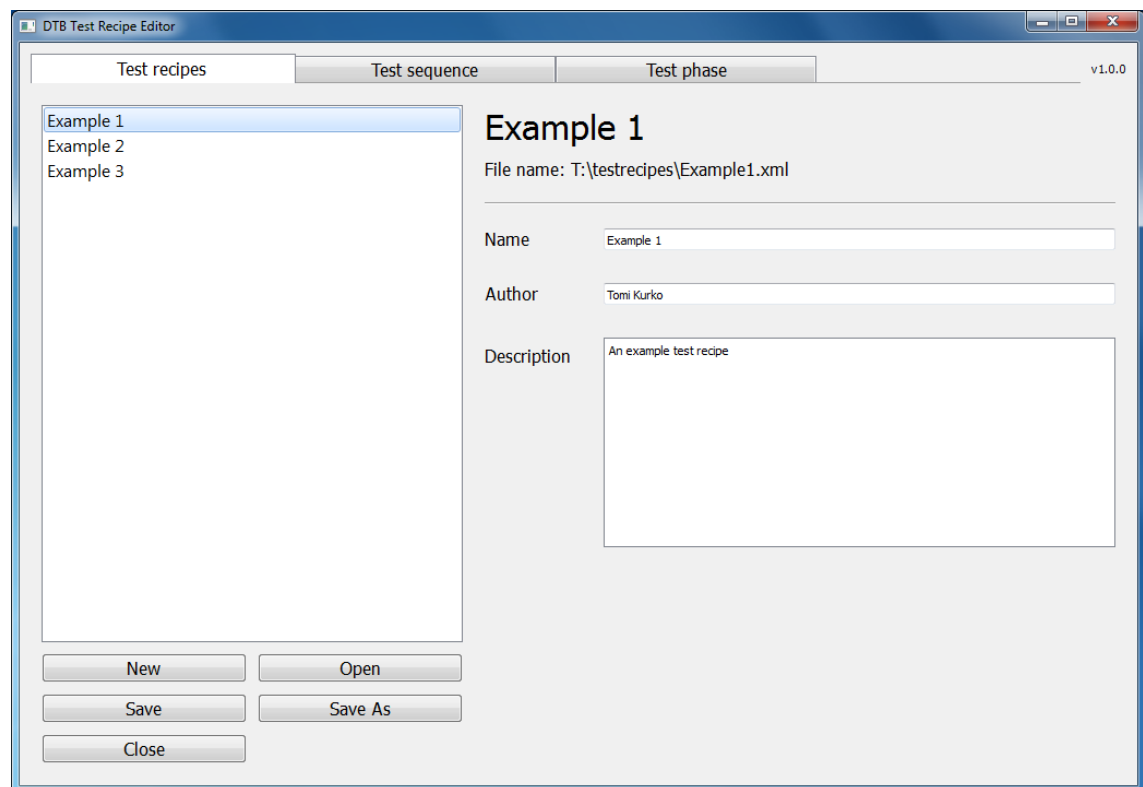 DTB Test Recipe Editor
Test recipes
Test sequence
Test phase
v1.0.0
Example 1
Example 2
Example 3
New
Open
Save
Save As
Close
Example 1
File name: T:\testrecipes\Example1.xml
Name
Example 1
Author
Tomi Kurko
Description
An example test recipe